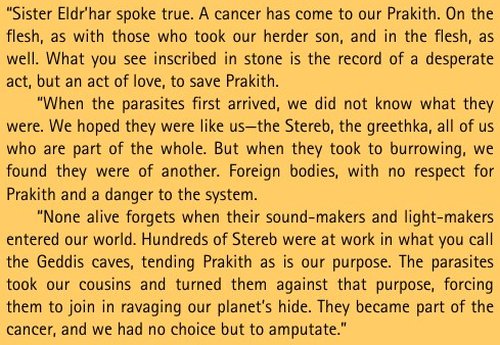 “Sister Eldr’har spoke true. A cancer has come to our Prakith. On the
flesh, as with those who took our herder son, and in the flesh, as
well. What you see inscribed in stone is the record of a desperate
act, but an act of love, to save Prakith.
“When the parasites first arrived, we did not know what they
were. We hoped they were like us—the Stereb, the greethka, all of us
who are part of the whole. But when they took to burrowing, we
found they were of another. Foreign bodies, with no respect for
Prakith and a danger to the system.
“None alive forgets when their sound-makers and light-makers
entered our world. Hundreds of Stereb were at work in what you call
the Geddis caves, tending Prakith as is our purpose. The parasites
took our cousins and turned them against that purpose, forcing
them to join in ravaging our planet’s hide. They became part of the
cancer, and we had no choice but to amputate.”